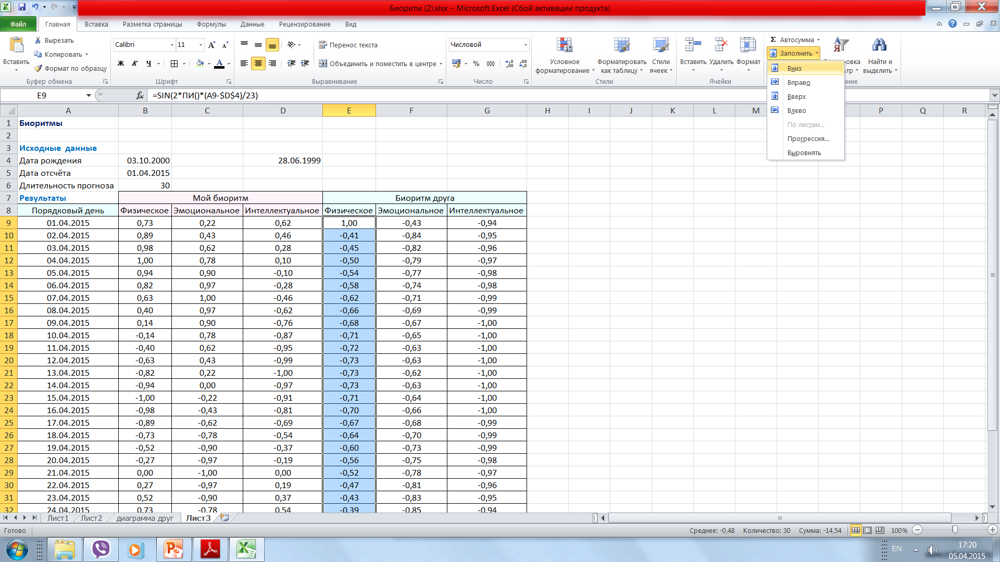 Биоритм (2).xlsx - Microsoft Excel (Сбой активации продукта)
Файл Главная Вставка Разметка страницы Формулы Данные Рецензирование Вид
Вставить Вырезать Копировать Формат по образцу Буфер обмена
Calibri 11 Ж К Ч Шрифт
Перенос текста Объединить и поместить в центре Выравнивание
Числовой % 000 Число
Условное форматирование Форматировать как таблицу Стили ячеек Стили
Вставить Удалить Формат Ячейки
Σ Автосумма Заполнить Найти и выделить
Вниз
Вправо
Вверх
Влево
По листам...
Прогрессия...
Выровнять
E9 fx =SIN(2*ПИ()*(A9-$D$4)/23)
A B C D E F G H I J K L M P Q R
1 Биоритмы
2
3 Исходные данные
4 Дата рождения 03.10.2000 28.06.1999
5 Дата отсчёта 01.04.2015
6 Длительность прогноза 30
7 Результаты Мой биоритм Биоритм друга
8 Порядковый день Физическое Эмоциональное Интеллектуальное Физическое Эмоциональное Интеллектуальное
9 01.04.2015 0,73 0,22 0,62 1,00 -0,43 -0,94
10 02.04.2015 0,89 0,43 0,46 -0,41 -0,84 -0,95
11 03.04.2015 0,98 0,62 0,28 -0,45 -0,82 -0,96
12 04.04.2015 1,00 0,78 0,10 -0,50 -0,79 -0,97
13 05.04.2015 0,94 0,90 -0,10 -0,54 -0,77 -0,98
14 06.04.2015 0,82 0,97 -0,28 -0,58 -0,74 -0,98
15 07.04.2015 0,63 1,00 -0,46 -0,62 -0,71 -0,99
16 08.04.2015 0,40 0,97 -0,62 -0,66 -0,69 -0,99
17 09.04.2015 0,14 0,90 -0,76 -0,68 -0,67 -1,00
18 10.04.2015 -0,14 0,78 -0,87 -0,71 -0,65 -1,00
19 11.04.2015 -0,40 0,62 -0,95 -0,72 -0,63 -1,00
20 12.04.2015 -0,63 0,43 -0,99 -0,73 -0,63 -1,00
21 13.04.2015 -0,82 0,22 -1,00 -0,73 -0,62 -1,00
22 14.04.2015 -0,94 0,00 -0,97 -0,73 -0,63 -1,00
23 15.04.2015 -1,00 -0,22 -0,91 -0,71 -0,64 -1,00
24 16.04.2015 -0,98 -0,43 -0,81 -0,70 -0,66 -1,00
25 17.04.2015 -0,89 -0,62 -0,69 -0,67 -0,68 -0,99
26 18.04.2015 -0,73 -0,78 -0,54 -0,64 -0,70 -0,99
27 19.04.2015 -0,52 -0,90 -0,37 -0,60 -0,73 -0,99
28 20.04.2015 -0,27 -0,97 -0,19 -0,56 -0,75 -0,98
29 21.04.2015 0,00 -1,00 0,00 -0,52 -0,78 -0,97
30 22.04.2015 0,27 -0,97 0,19 -0,47 -0,81 -0,96
31 23.04.2015 0,52 -0,90 0,37 -0,43 -0,83 -0,95
32 24.04.2015 0,73 -0,78 0,54 -0,39 -0,85 -0,94
Лист1 Лист2 диаграмма друг Лист3
Готово Среднее: -0,48 Количество: 30 Сумма: -14,54 100%
EN 17:20
05.04.2015